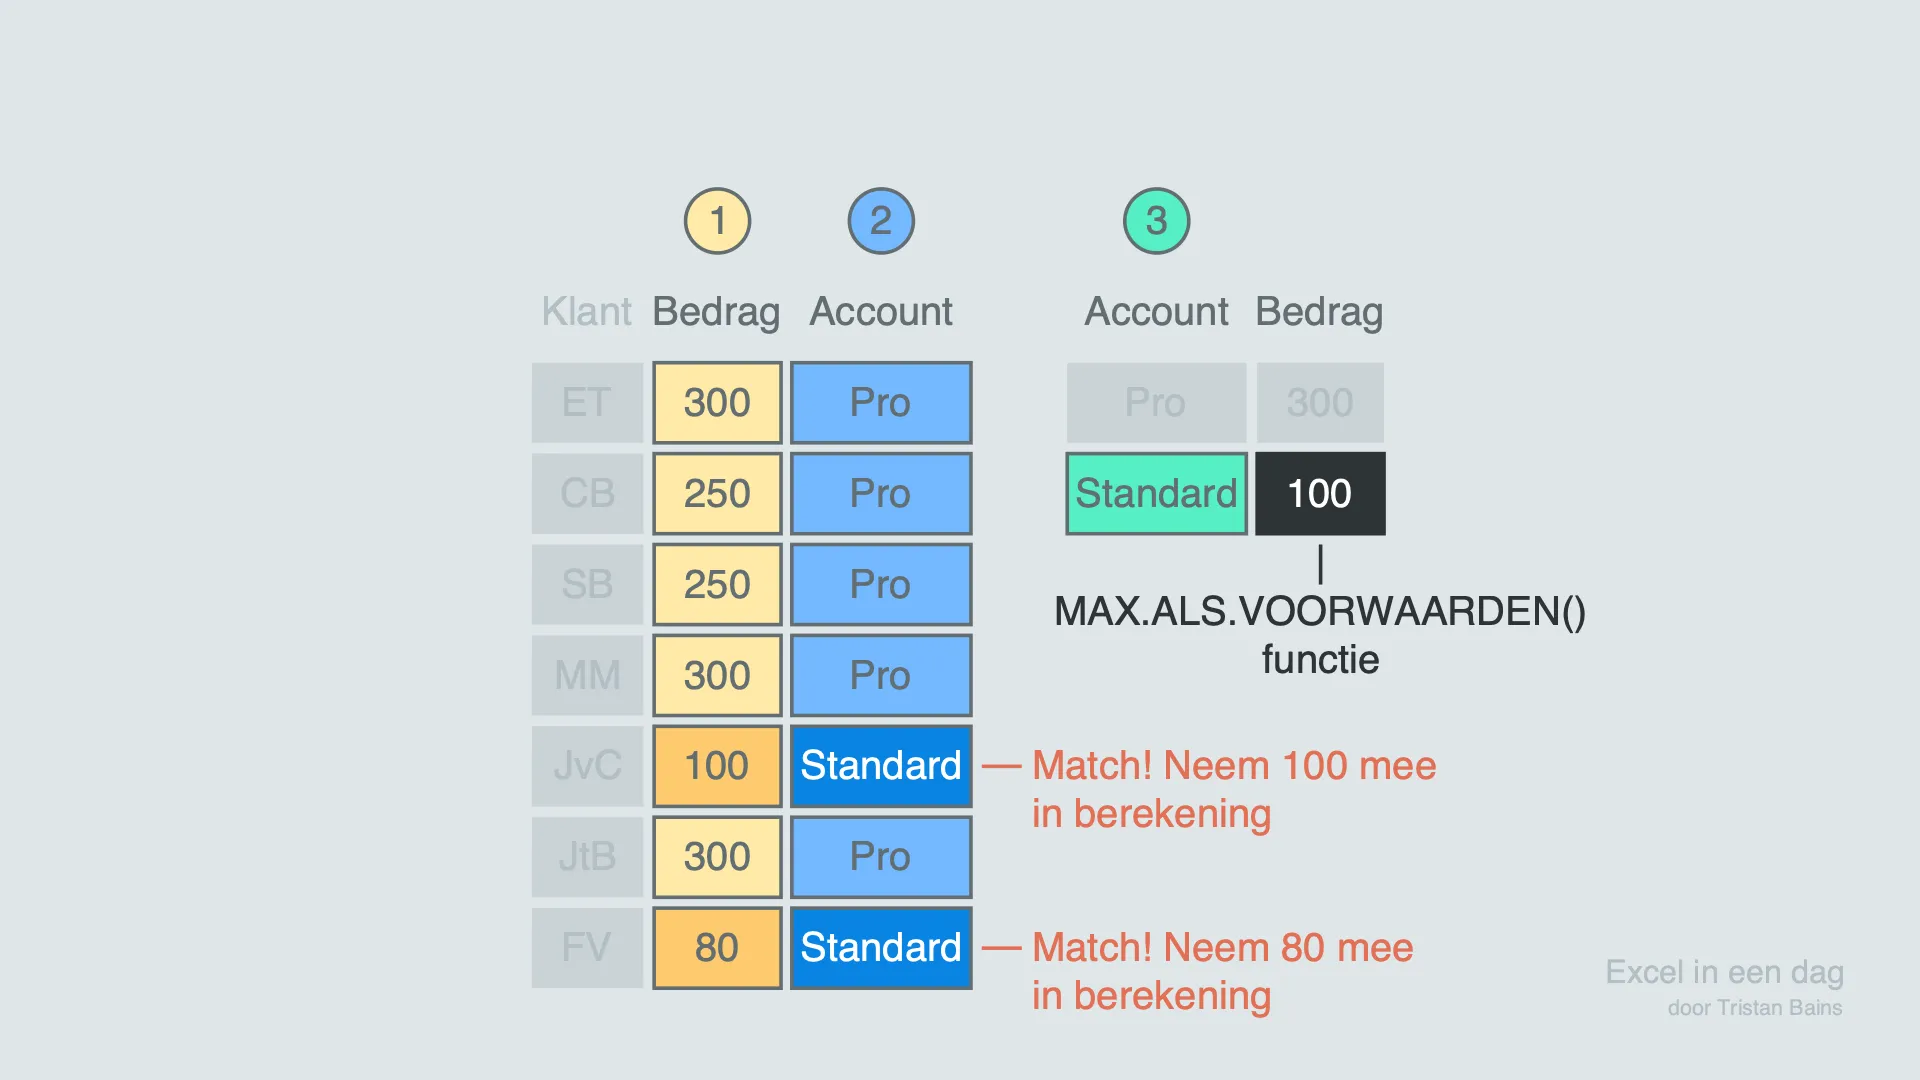 1 2 3
Klant Bedrag Account Account Bedrag
ET 300 Pro Pro 300
CB 250 Pro Standard 100
SB 250 Pro
MAX.ALS.VOORWAARDEN()
functie
MM 300 Pro
JvC 100 Standard Match! Neem 100 mee
in berekening
JtB 300 Pro
FV 80 Standard Match! Neem 80 mee
in berekening
Excel in een dag
door Tristan Bains